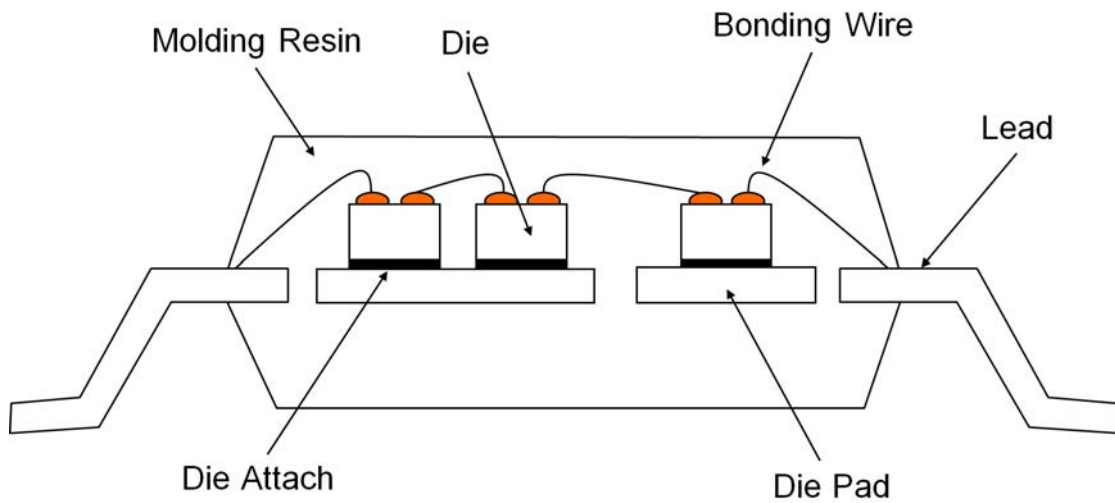 Molding Resin
Die
Bonding Wire
Lead
Die Attach
Die Pad